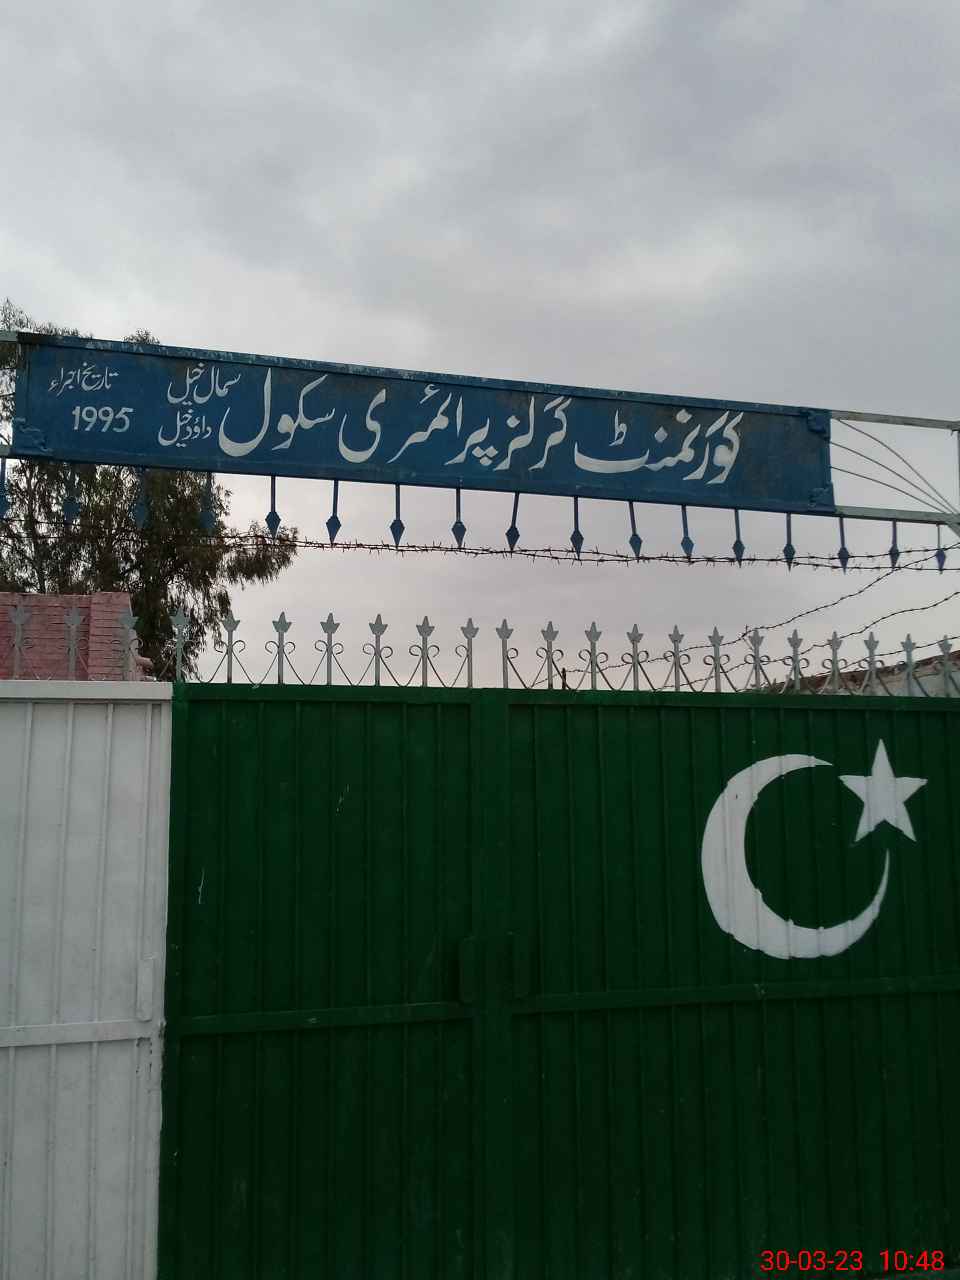 گورنمنٹ گرلز پرائمری سکول
سمال خیل
داؤد خیل
تاریخ اجراء
1995
30-03-23 10:48